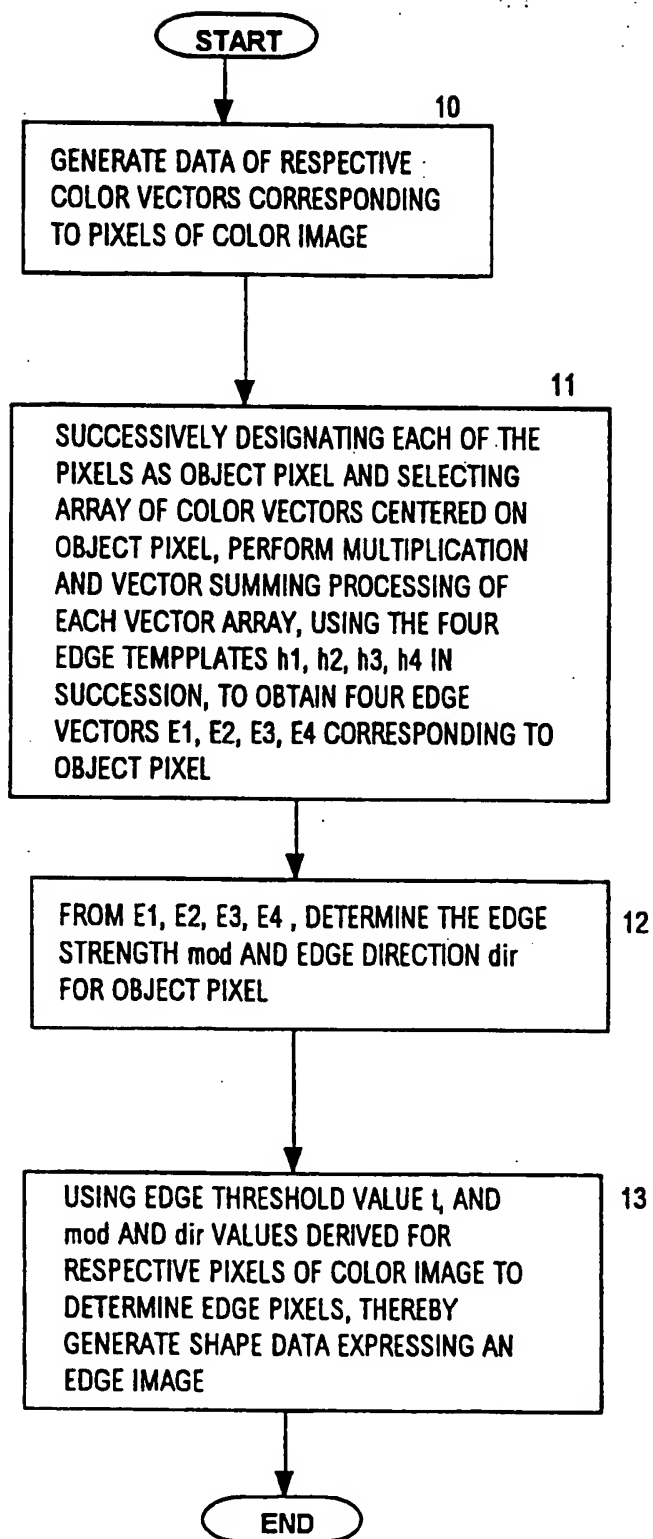 START
10
GENERATE DATA OF RESPECTIVE
COLOR VECTORS CORRESPONDING
TO PIXELS OF COLOR IMAGE
11
SUCCESSIVELY DESIGNATING EACH OF THE
PIXELS AS OBJECT PIXEL AND SELECTING
ARRAY OF COLOR VECTORS CENTERED ON
OBJECT PIXEL, PERFORM MULTIPLICATION
AND VECTOR SUMMING PROCESSING OF
EACH VECTOR ARRAY, USING THE FOUR
EDGE TEMPPLATES h1, h2, h3, h4 IN
SUCCESSION, TO OBTAIN FOUR EDGE
VECTORS E1, E2, E3, E4 CORRESPONDING TO
OBJECT PIXEL
FROM E1, E2, E3, E4 , DETERMINE THE EDGE
STRENGTH mod AND EDGE DIRECTION dir
FOR OBJECT PIXEL
12
USING EDGE THRESHOLD VALUE t, AND
mod AND dir VALUES DERIVED FOR
RESPECTIVE PIXELS OF COLOR IMAGE TO
DETERMINE EDGE PIXELS, THEREBY
GENERATE SHAPE DATA EXPRESSING AN
EDGE IMAGE
13
END